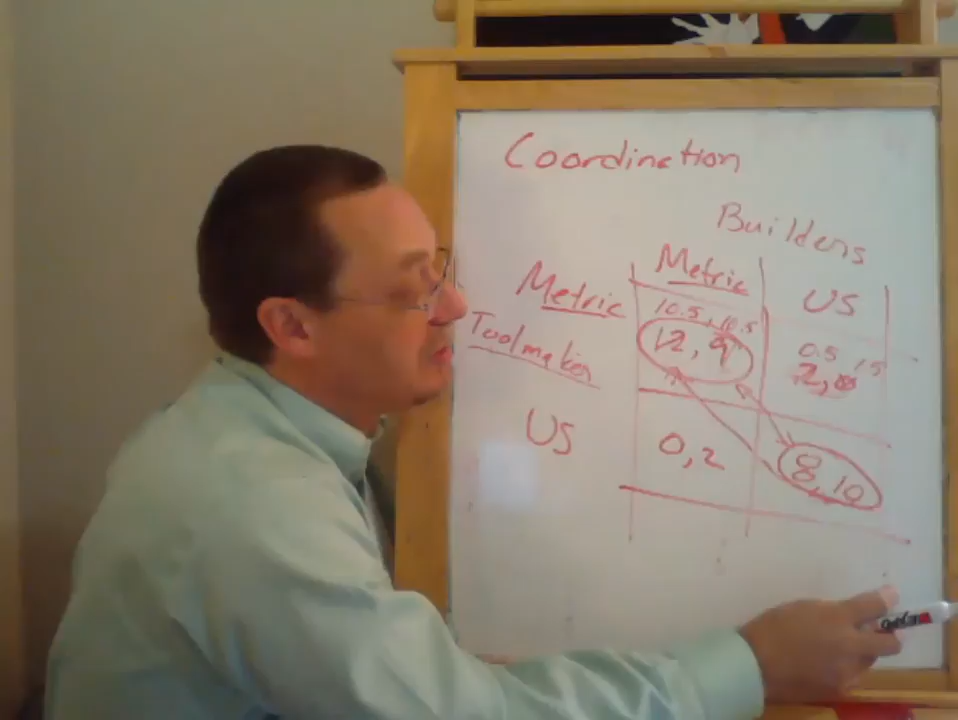 Coordination
Builders
Metric US
Metric 10.5, 10.5
Toolmaker 12, 9 0.5, 1.5
2,
US 0,2 8,10